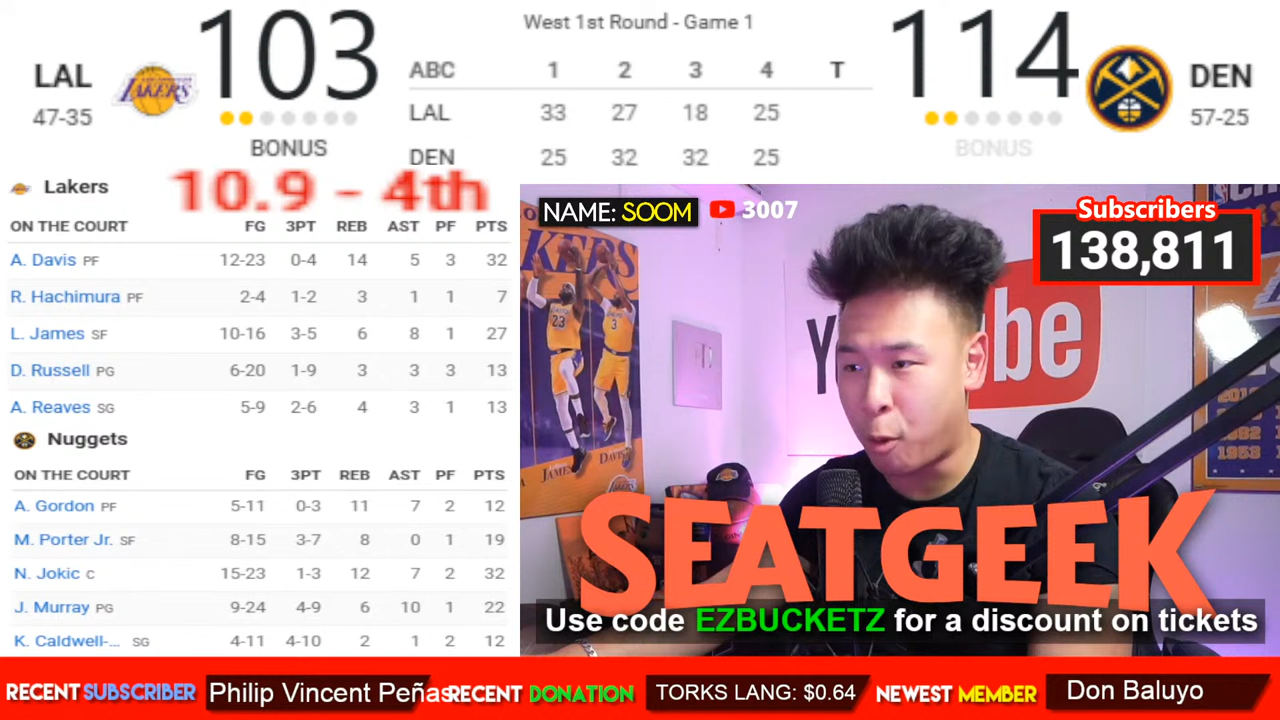 West 1st Round - Game 1
LAL
47-35
LAKERS
103
BONUS
ABC 1 2 3 4 T
LAL 33 27 18 25
DEN 25 32 32 25
114
BONUS
DEN
57-25
10.9 - 4th
Lakers
ON THE COURT FG 3PT REB AST PF PTS
A. Davis PF 12-23 0-4 14 5 3 32
R. Hachimura PF 2-4 1-2 3 1 1 7
L. James SF 10-16 3-5 6 8 1 27
D. Russell PG 6-20 1-9 3 3 3 13
A. Reaves SG 5-9 2-6 4 3 1 13
Nuggets
ON THE COURT FG 3PT REB AST PF PTS
A. Gordon PF 5-11 0-3 11 7 2 12
M. Porter Jr. SF 8-15 3-7 8 0 1 19
N. Jokic C 15-23 1-3 12 7 2 32
J. Murray PG 9-24 4-9 6 10 1 22
K. Caldwell-... SG 4-11 4-10 2 1 2 12
NAME: SOOM
3007
Subscribers
138,811
LAKERS
23
3
JAMES
DAVIS
SEATGEEK
Use code EZBUCKETZ for a discount on tickets
RECENT SUBSCRIBER Philip Vincent Peñas
RECENT DONATION TORKS LANG: $0.64
NEWEST MEMBER Don Baluyo